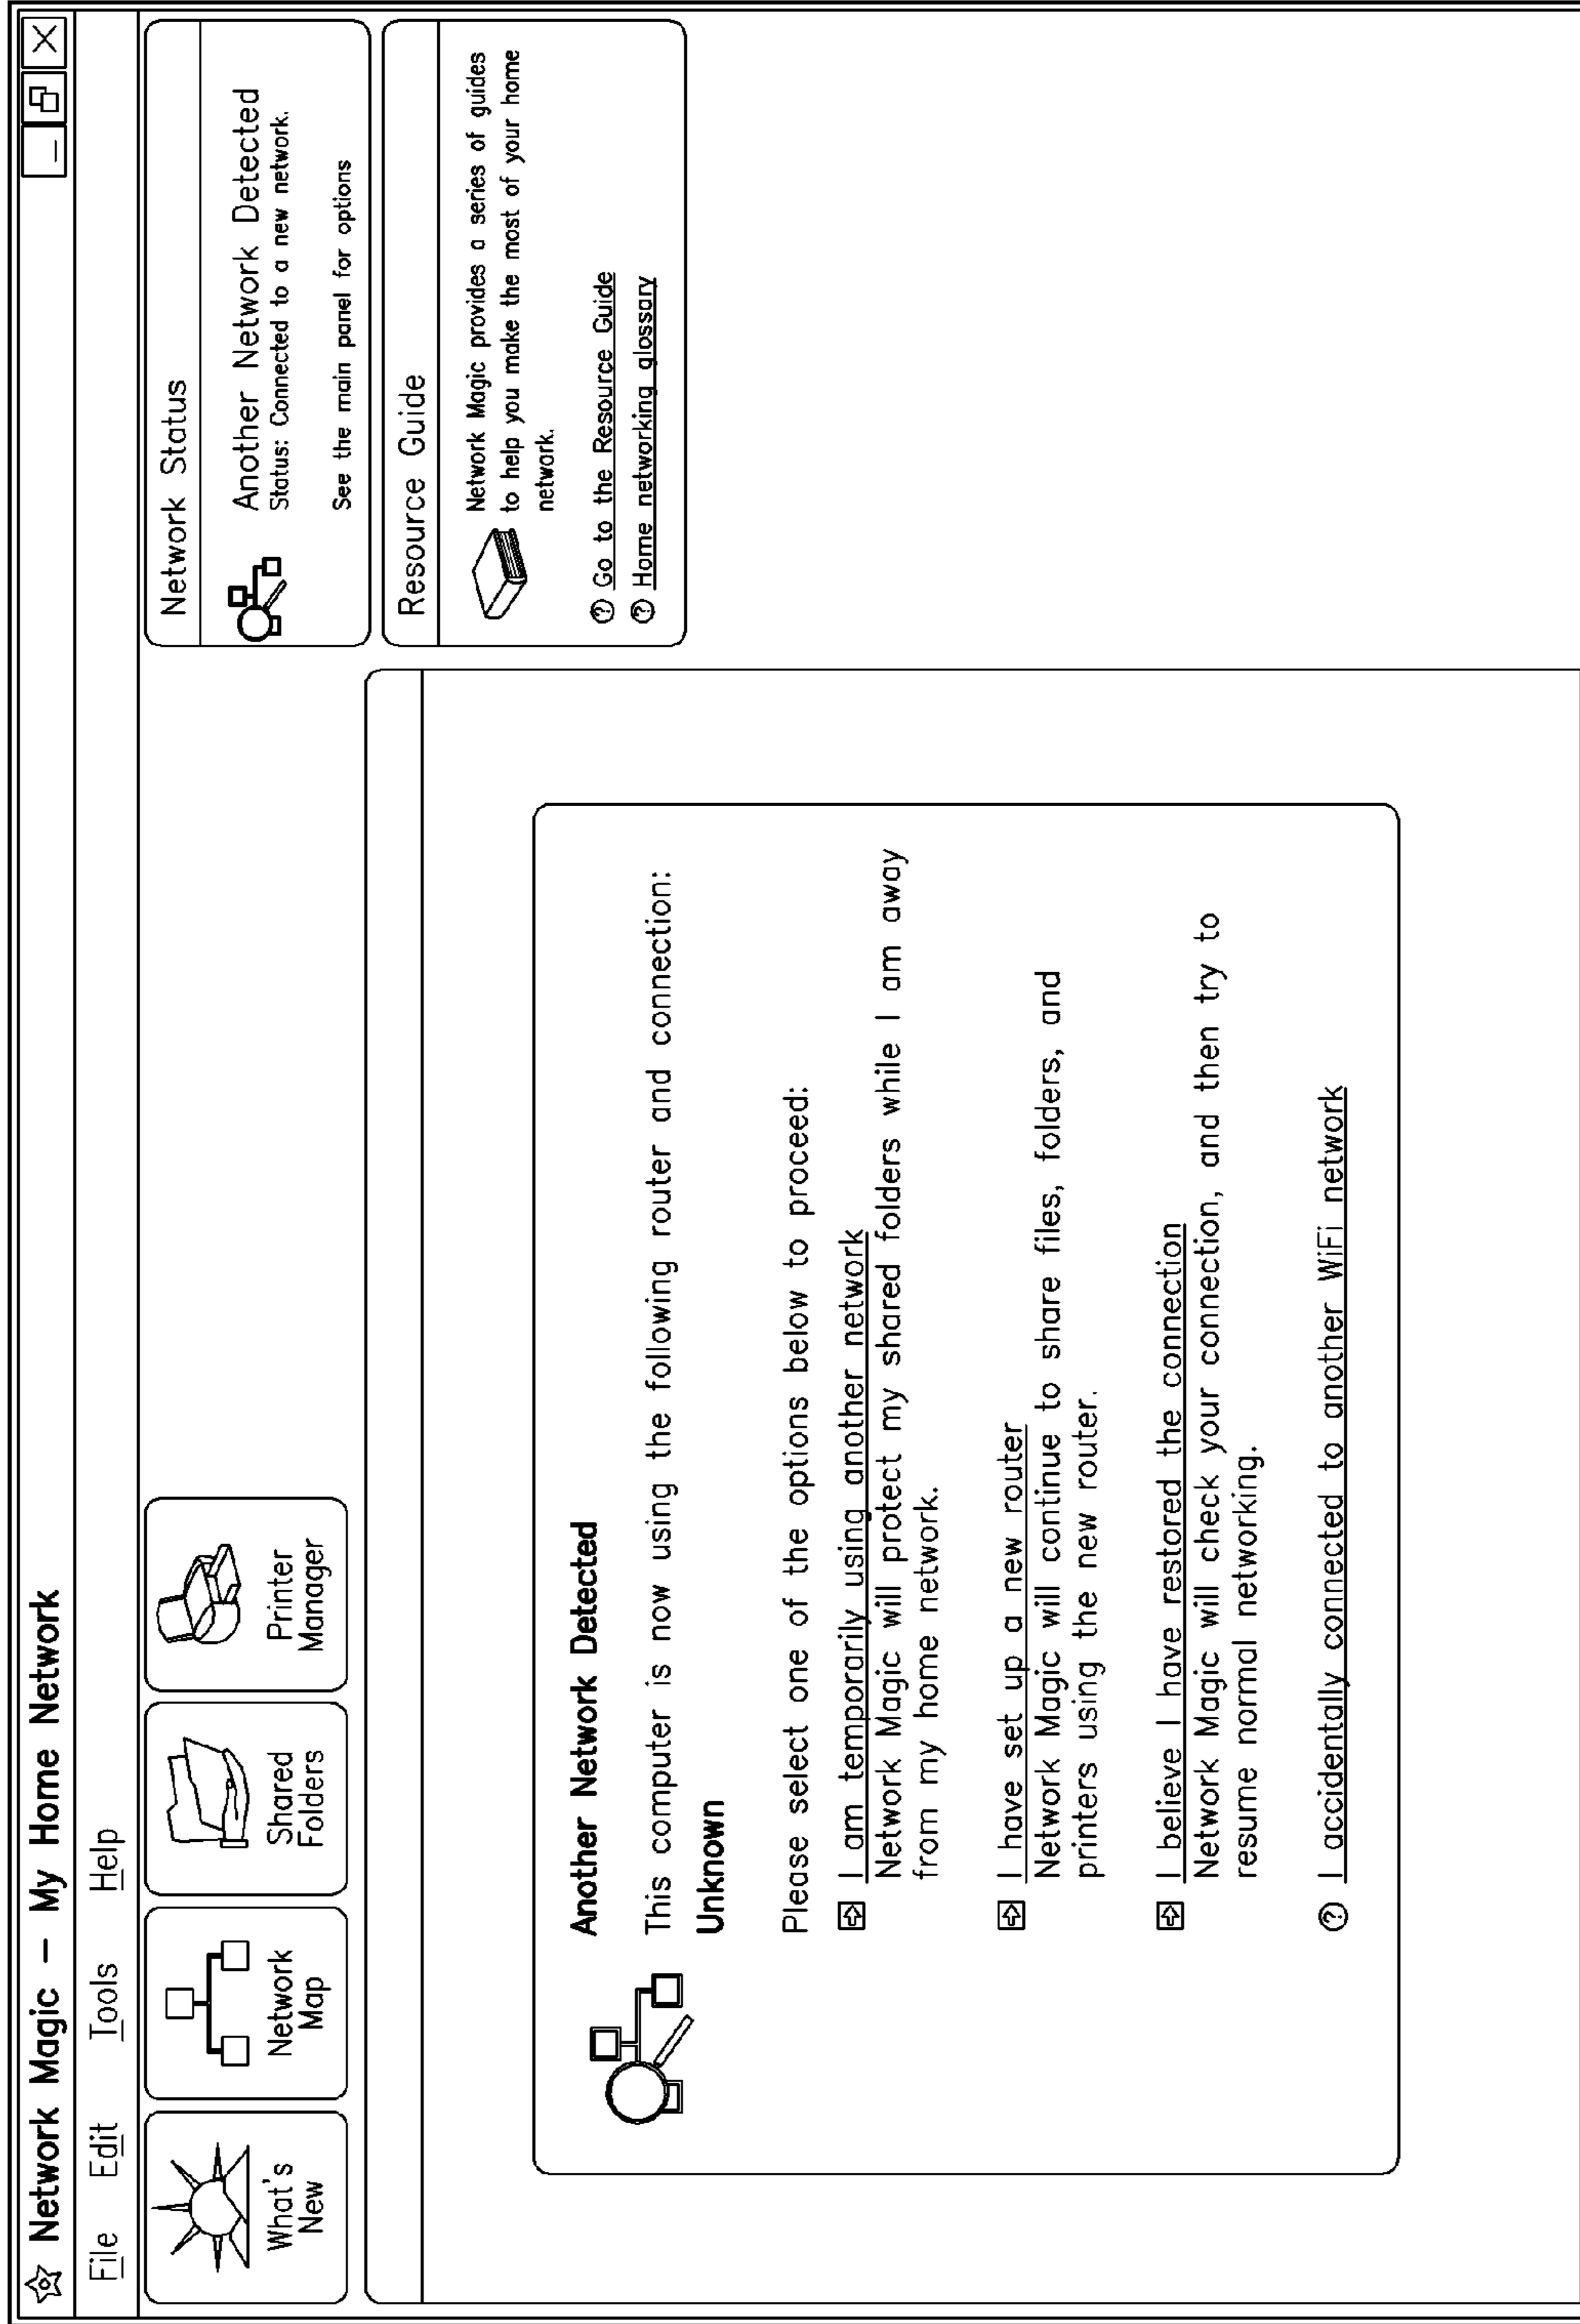 Network Magic – My Home Network
File Edit Tools Help
What's
New
Network
Map
Shared
Folders
Printer
Manager
Another Network Detected
This computer is now using the following router and connection:
Unknown
Please select one of the options below to proceed:
I am temporarily using another network
Network Magic will protect my shared folders while I am away
from my home network.
I have set up a new router
Network Magic will continue to share files, folders, and
printers using the new router.
I believe I have restored the connection
Network Magic will check your connection, and then try to
resume normal networking.
? I accidentally connected to another WiFi network
Network Status
Another Network Detected
Status: Connected to a new network.
See the main panel for options
Resource Guide
Network Magic provides a series of guides
to help you make the most of your home
network.
? Go to the Resource Guide
? Home networking glossary